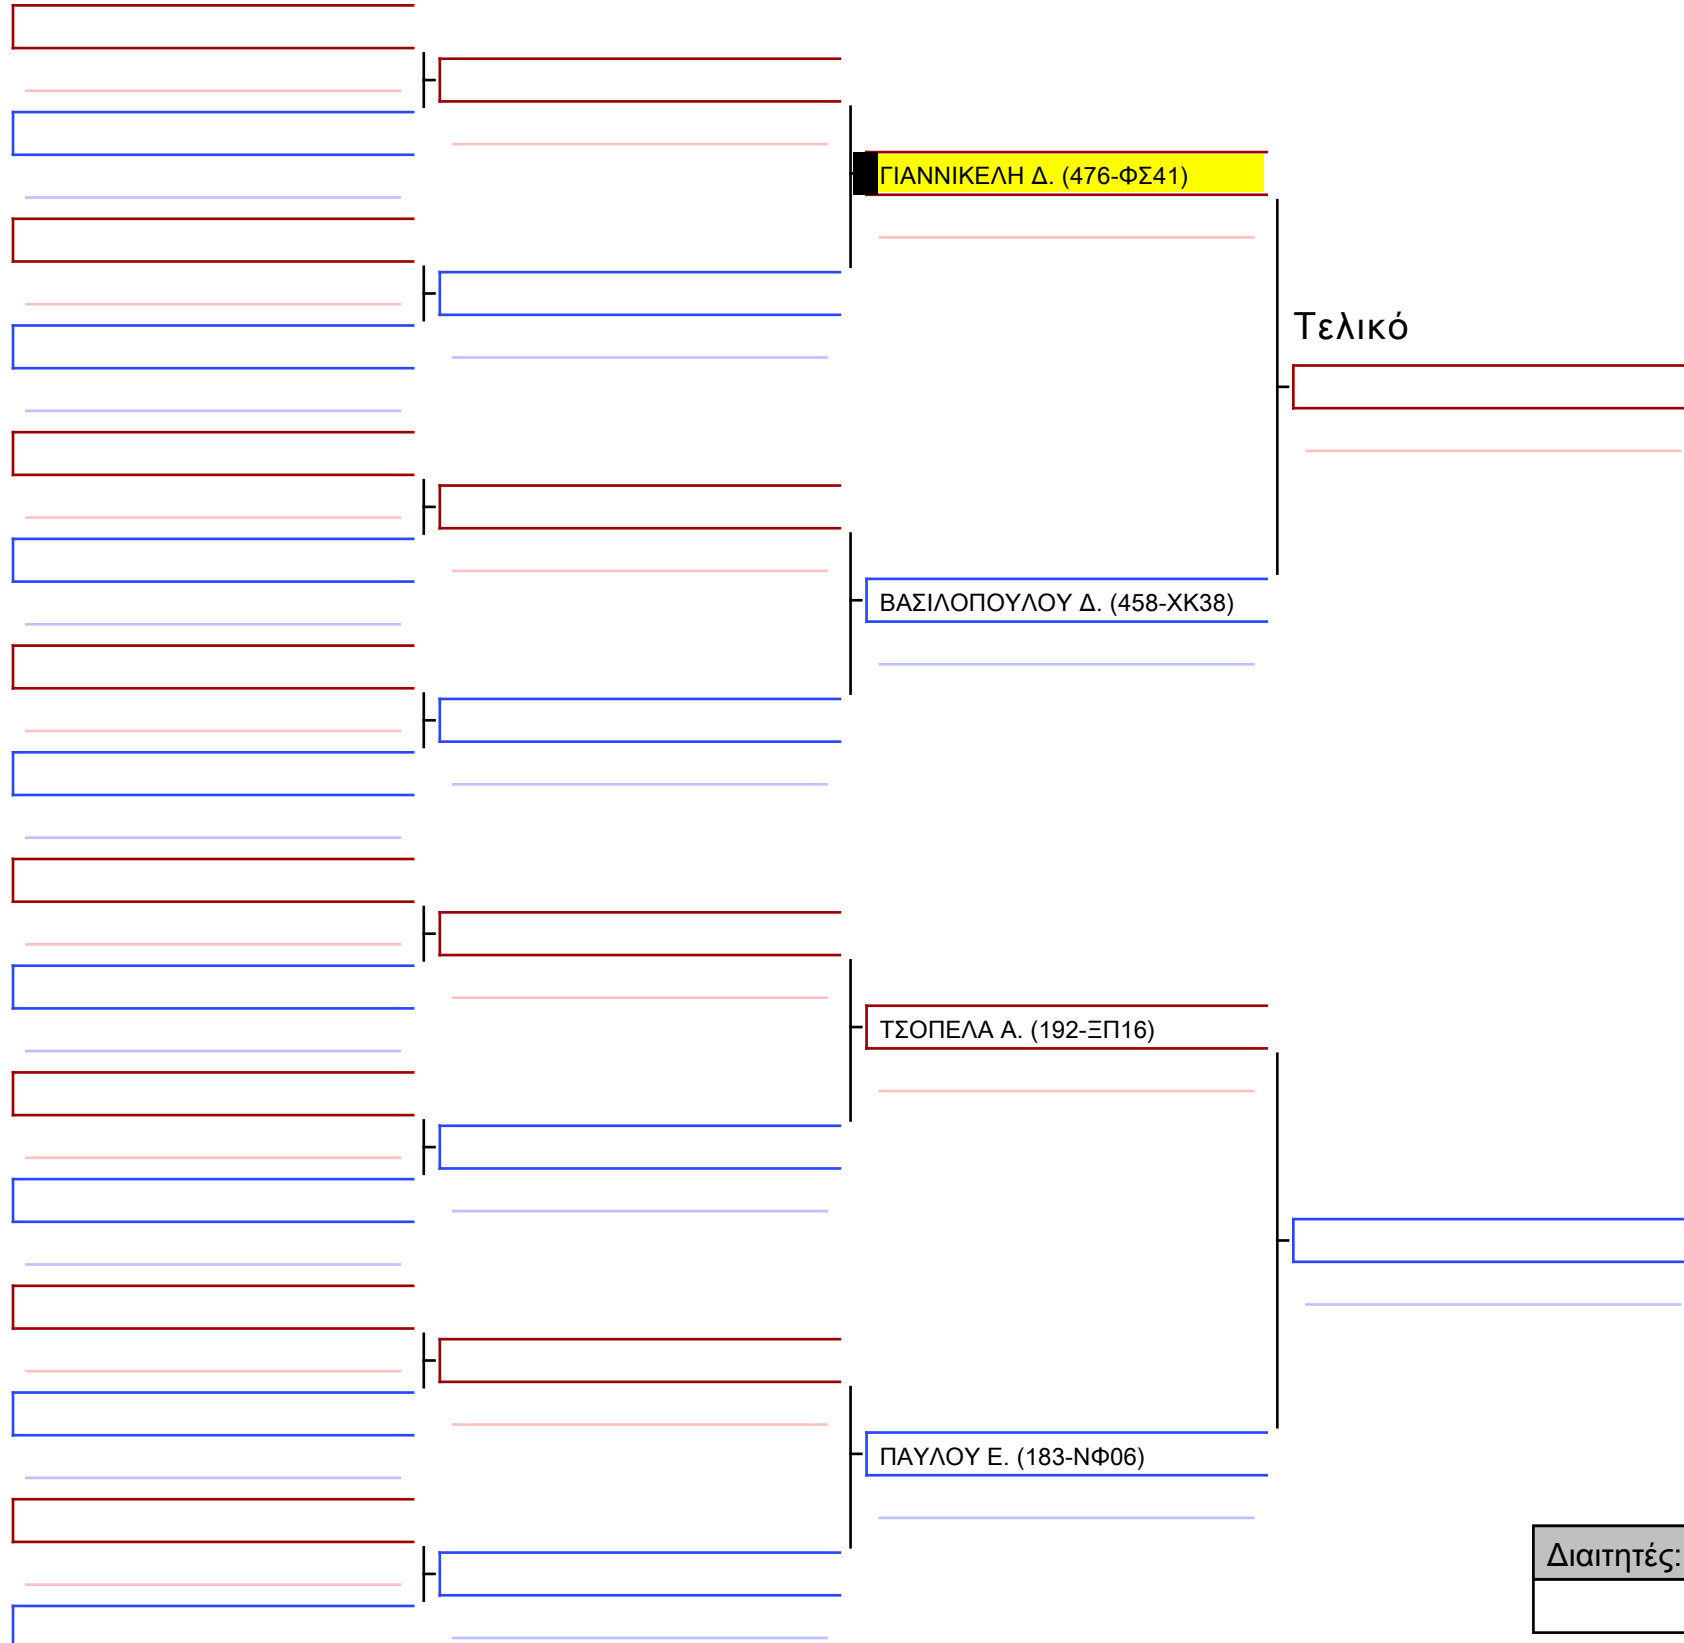 ΓΙΑΝΝΙΚΕΛΗ Δ. (476-ΦΣ41)
Τελικό
ΒΑΣΙΛΟΠΟΥΛΟΥ Δ. (458-ΧΚ38)
ΤΣΟΠΕΛΑ Α. (192-ΞΠ16)
ΠΑΥΛΟΥ Ε. (183-ΝΦ06)
Διαιτητές: